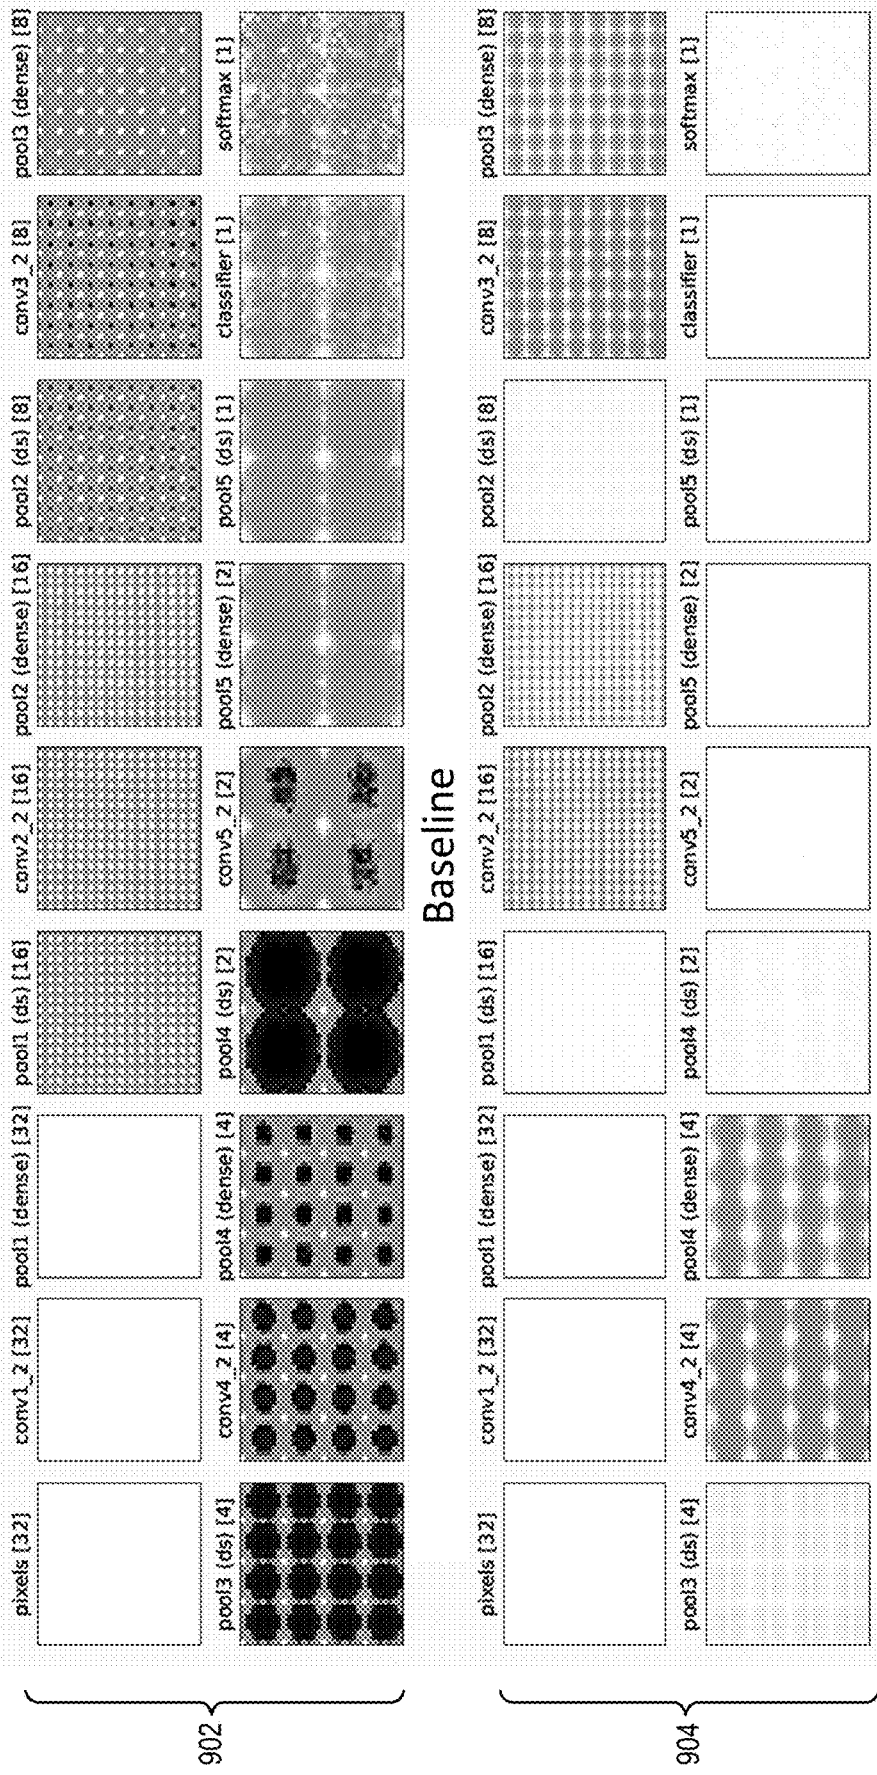 pixels [32] conv1_2 [32] pool1 (dense) [32] pool1 (ds) [16] conv2_2 [16] pool2 (dense) [16] pool2 (ds) [8] conv3_2 [8] pool3 (dense) [8]
pool3 (ds) [4] conv4_2 [4] pool4 (dense) [4] pool4 (ds) [2] conv5_2 [2] pool5 (dense) [2] pool5 (ds) [1] classifier [1] softmax [1]
902
Baseline
pixels [32] conv1_2 [32] pool1 (dense) [32] pool1 (ds) [16] conv2_2 [16] pool2 (dense) [16] pool2 (ds) [8] conv3_2 [8] pool3 (dense) [8]
pool3 (ds) [4] conv4_2 [4] pool4 (dense) [4] pool4 (ds) [2] conv5_2 [2] pool5 (dense) [2] pool5 (ds) [1] classifier [1] softmax [1]
904